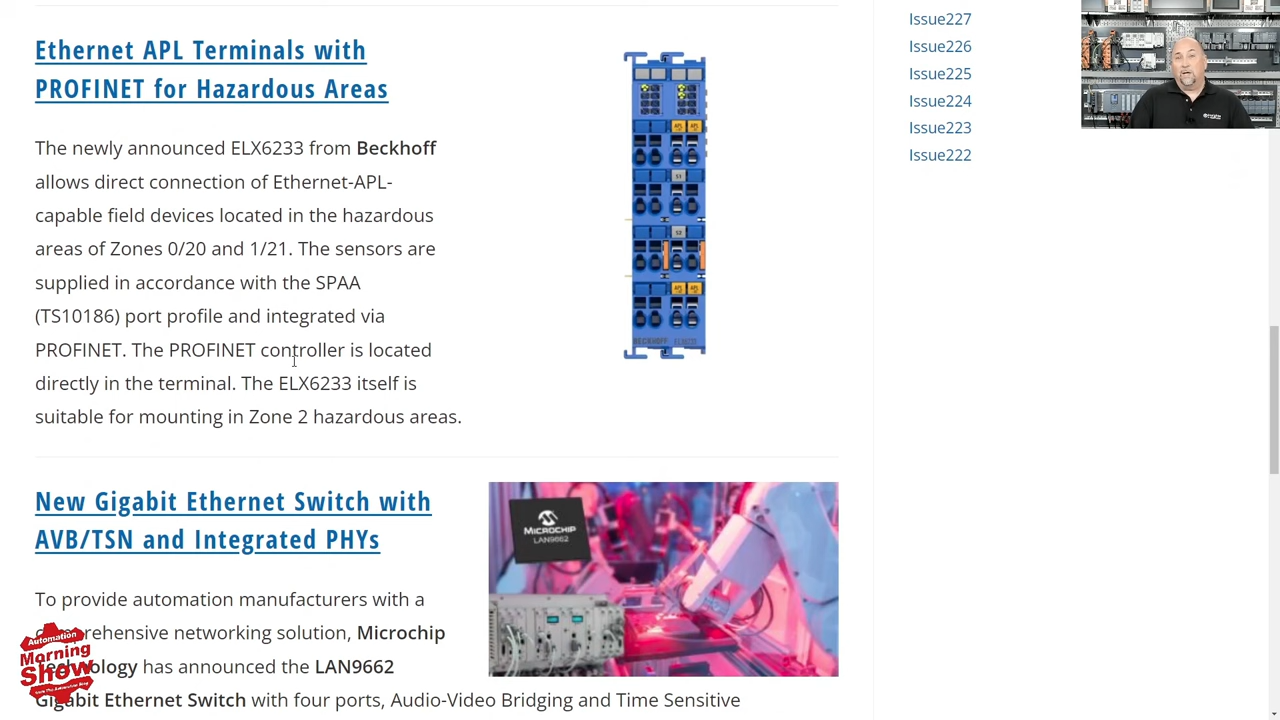 Ethernet APL Terminals with
PROFINET for Hazardous Areas
The newly announced ELX6233 from Beckhoff
allows direct connection of Ethernet-APL-
capable field devices located in the hazardous
areas of Zones 0/20 and 1/21. The sensors are
supplied in accordance with the SPAA
(TS10186) port profile and integrated via
PROFINET. The PROFINET controller is located
directly in the terminal. The ELX6233 itself is
suitable for mounting in Zone 2 hazardous areas.
BECKHOFF
New Gigabit Ethernet Switch with
AVB/TSN and Integrated PHYs
MICROCHIP
LAN9662
To provide automation manufacturers with a
rehensive networking solution, Microchip
ology has announced the LAN9662
Gigabit Ethernet Switch with four ports, Audio-Video Bridging and Time Sensitive
Automation
Morning
Show
Issue227
Issue226
Issue225
Issue224
Issue223
Issue222